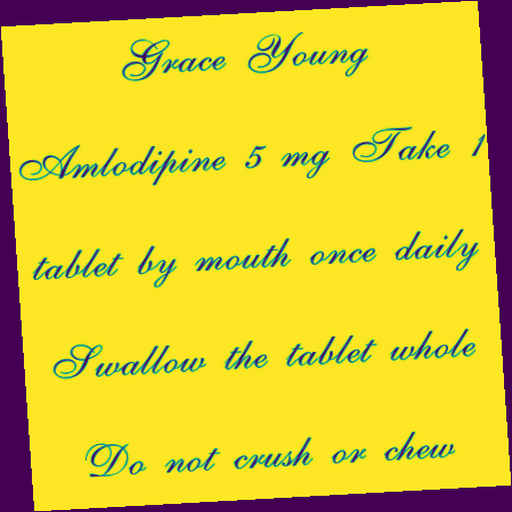 Grace Young
Amlodipine 5 mg Take 1
tablet by mouth once daily
Swallow the tablet whole
Do not crush or chew